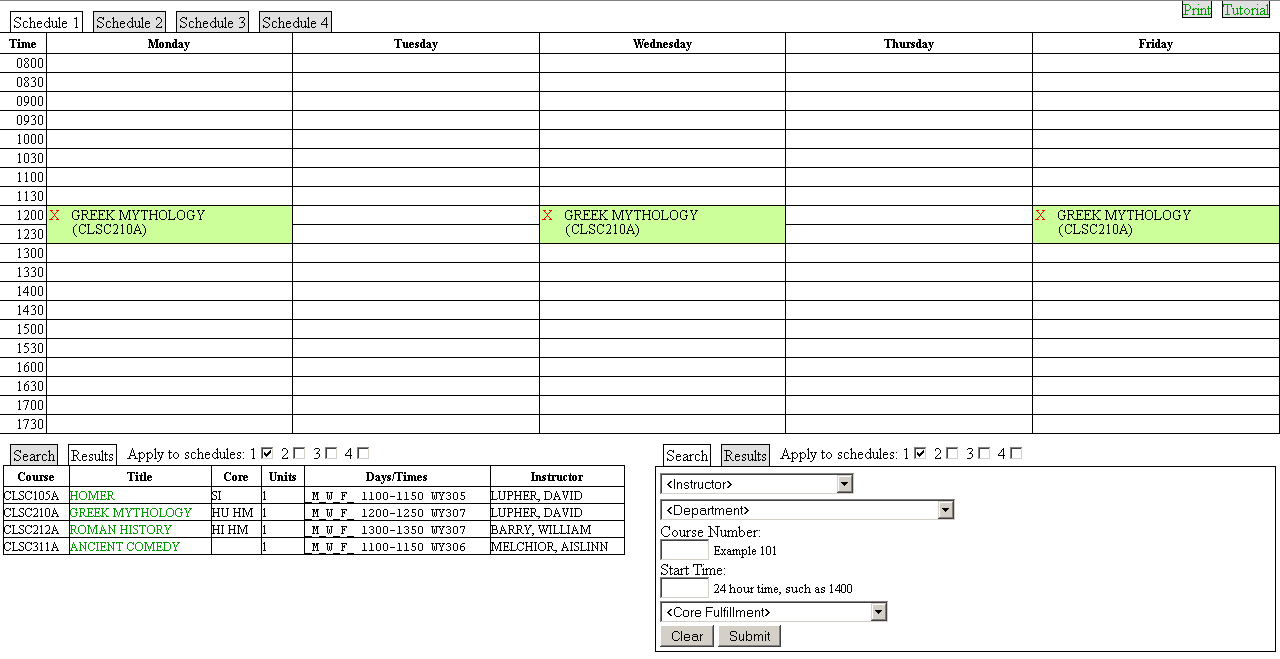 Print Tutorial
Schedule 1 Schedule 2 Schedule 3 Schedule 4
Time Monday Tuesday Wednesday Thursday Friday
0800
0830
0900
0930
1000
1030
1100
1130
1200 X GREEK MYTHOLOGY X GREEK MYTHOLOGY X GREEK MYTHOLOGY
1230 (CLSC210A) (CLSC210A) (CLSC210A)
1300
1330
1400
1430
1500
1530
1600
1630
1700
1730
Search Results Apply to schedules: 1 2 3 4
Course Title Core Units Days/Times Instructor
CLSC105A HOMER SI 1 _M_W_F_ 1100-1150 WY305 LUPHER, DAVID
CLSC210A GREEK MYTHOLOGY HU HM 1 _M_W_F_ 1200-1250 WY307 LUPHER, DAVID
CLSC212A ROMAN HISTORY HI HM 1 _M_W_F_ 1300-1350 WY307 BARRY, WILLIAM
CLSC311A ANCIENT COMEDY 1 _M_W_F_ 1100-1150 WY306 MELCHIOR, AISLINN
Search Results Apply to schedules: 1 2 3 4
<Instructor>
<Department>
Course Number:
Example 101
Start Time:
24 hour time, such as 1400
<Core Fulfillment>
Clear Submit